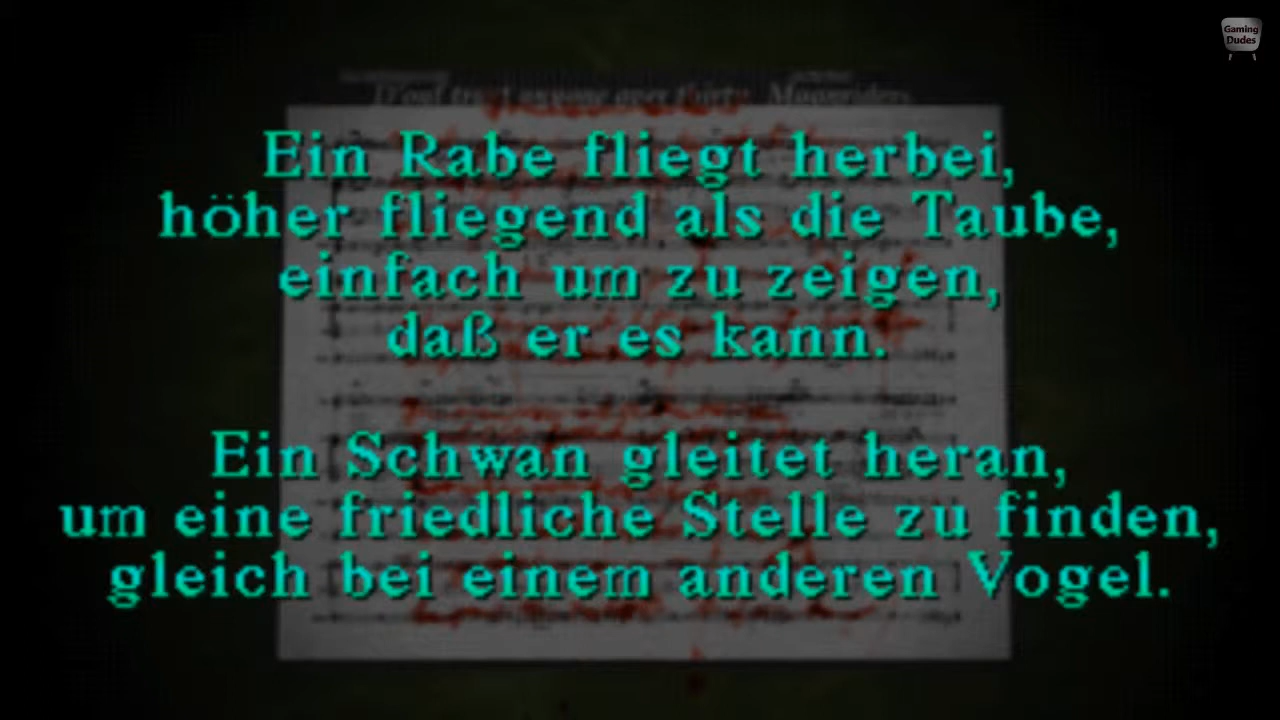 Gaming
Dudes
Ein Rabe fliegt herbei,
höher fliegend als die Taube,
einfach um zu zeigen,
daß er es kann.
Ein Schwan gleitet heran,
um eine friedliche Stelle zu finden,
gleich bei einem anderen Vogel.